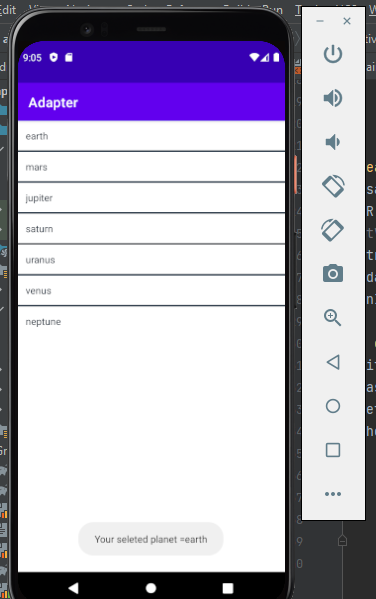 9:05
Adapter
earth
mars
jupiter
saturn
uranus
venus
neptune
Your seleted planet =earth